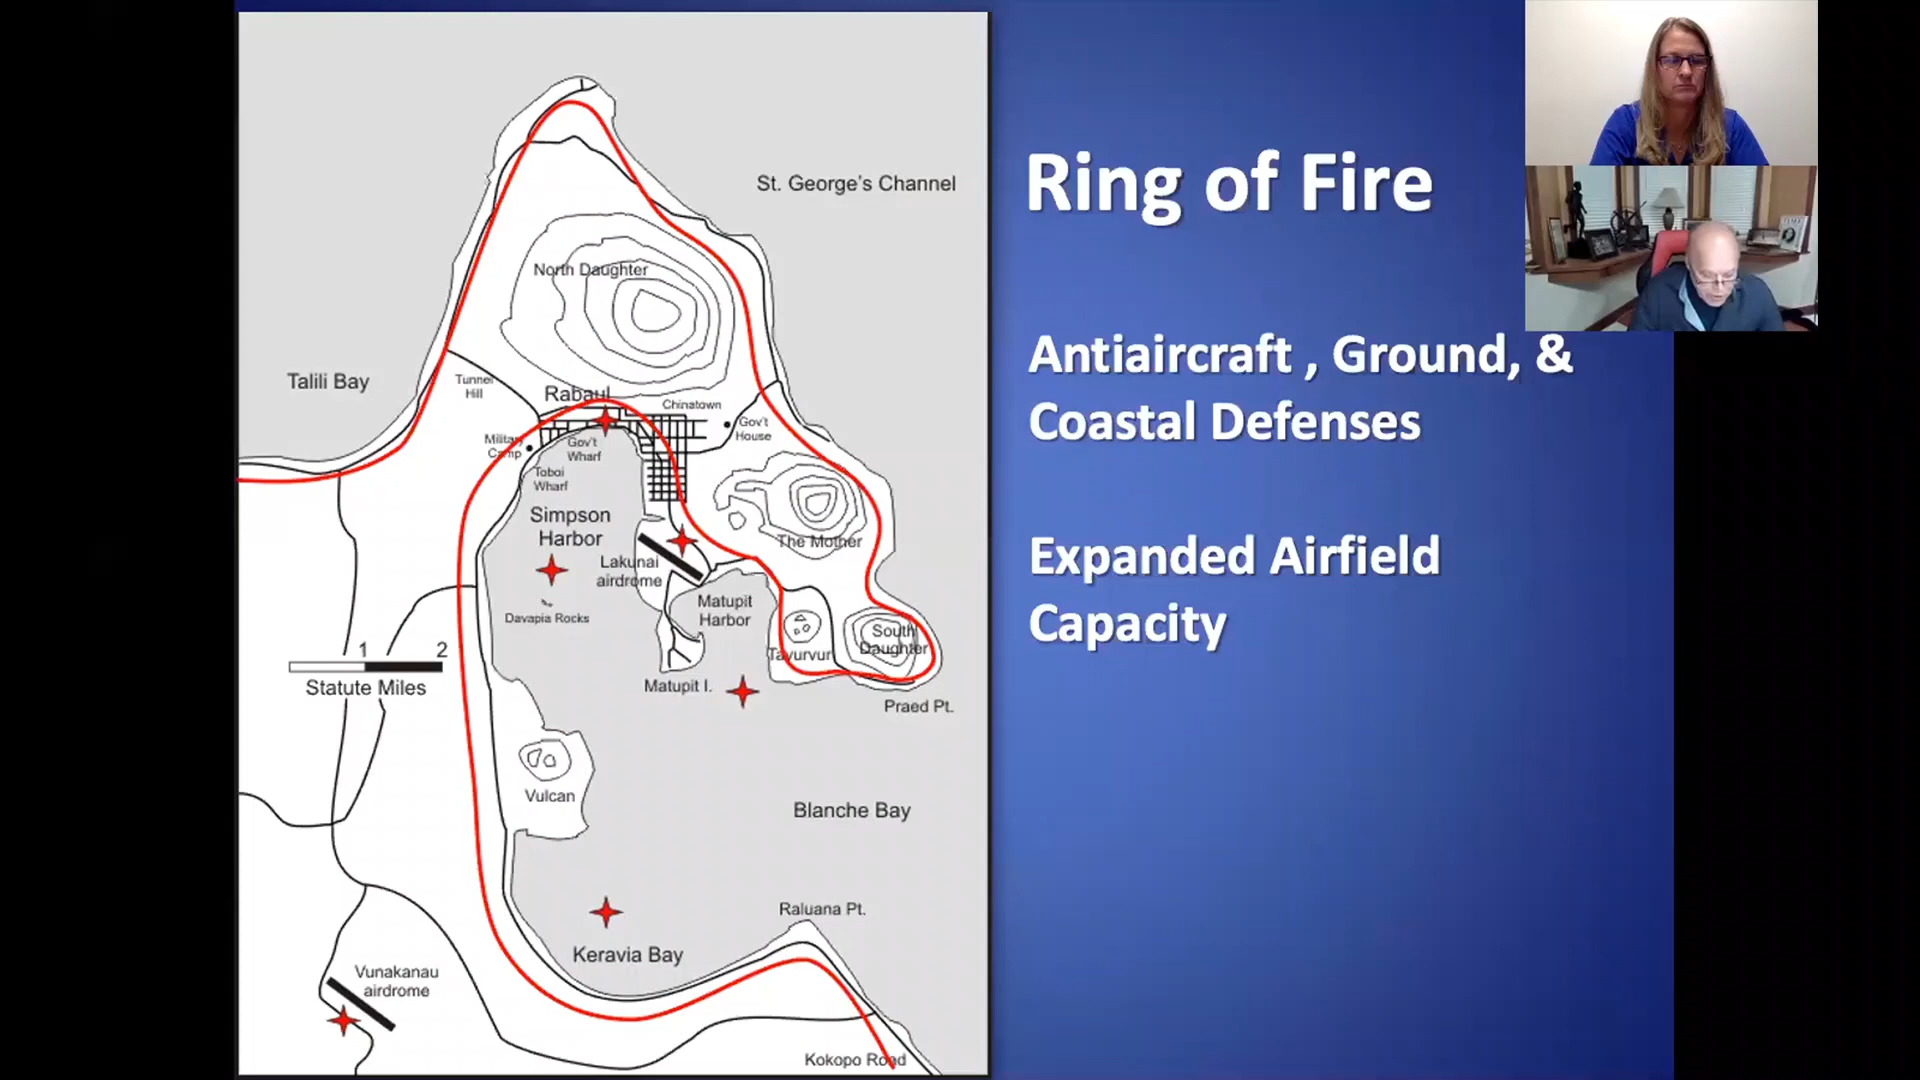 St. George's Channel
North Daughter
Talili Bay
Tunnel
Hill
Rabaul
Chinatown
Gov't
House
Military
Camp
Gov't
Wharf
Toboi
Wharf
Simpson
Harbor
The Mother
Lakunai
airdrome
Matupit
Harbor
Davapia Rocks
South
Daughter
Tavurvur
1 2
Statute Miles
Matupit I.
Praed Pt.
Vulcan
Blanche Bay
Raluana Pt.
Keravia Bay
Vunakanau
airdrome
Kokopo Road
Ring of Fire
Antiaircraft , Ground, &
Coastal Defenses
Expanded Airfield
Capacity